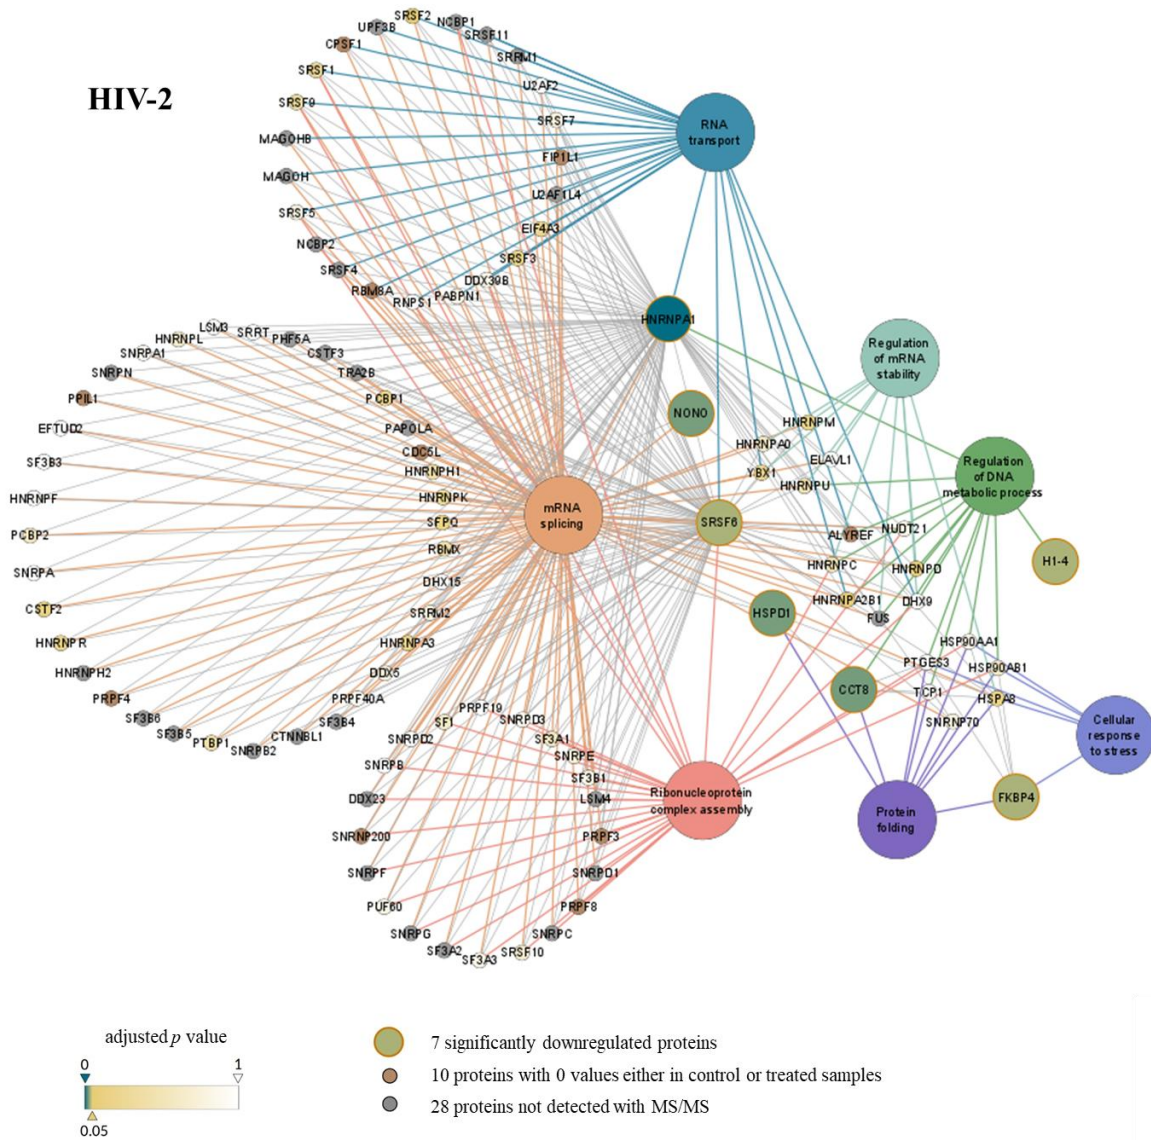 HIV-2
SRSF2
NCBP1
UPF3B
SRSF11
CPSF1
SRRM1
SRSF1
U2AF2
SRSF9
SRSF7
MAGOHB
FIP1L1
MAGOH
U2AF1L4
SRSF5
EIF4A3
NCBP2
SRSF3
SRSF4
DDX39B
RBM8A
PABPN1
RNPS1
RNA
transport
HNRNPA1
LSM3
SRRT
HNRNPL
PHF5A
SNRPA1
CSTF3
SNRPN
TRA2B
PPIL1
PCBP1
EFTUD2
PAPOLA
SF3B3
CDC5L
HNRNPH1
HNRNPF
HNRNPK
PCBP2
SFPQ
SNRPA
RBMX
CSTF2
DHX15
HNRNPR
SRRM2
HNRNPH2
HNRNPA3
PRPF4
DDX5
SF3B6
PRPF40A
SF3B5
SF3B4
PTBP1
CTNNBL1
SNRPB2
mRNA
splicing
NONO
SRSF6
Regulation
of mRNA
stability
HNRNPM
HNRNPA0
ELAVL1
YBX1
HNRNPU
Regulation
of DNA
metabolic process
ALYREF
NUDT21
HNRNPC
HNRNPD
H1-4
HNRNPA2B1
DHX9
FUS
HSPD1
HSP90AA1
PTGES3
HSP90AB1
CCT8
TCP1
HSPA8
SNRNP70
Cellular
response
to stress
FKBP4
Protein
folding
PRPF19
SF1
SNRPD3
SNRPD2
SF3A1
SNRPB
SNRPE
SF3B1
DDX23
LSM4
SNRNP200
PRPF3
SNRPF
SNRPD1
PUF60
PRPF8
SNRPG
SNRPC
SF3A2
SRSF10
SF3A3
Ribonucleoprotein
complex assembly
adjusted p value
0
1
0.05
7 significantly downregulated proteins
10 proteins with 0 values either in control or treated samples
28 proteins not detected with MS/MS